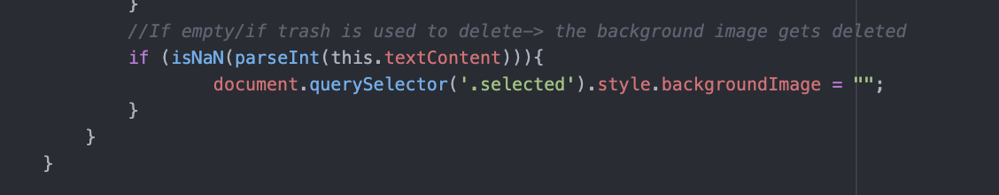 }
//If empty/if trash is used to delete-> the background image gets deleted
if (isNaN(parseInt(this.textContent))){
document.querySelector('.selected').style.backgroundImage = "";
}
}
}